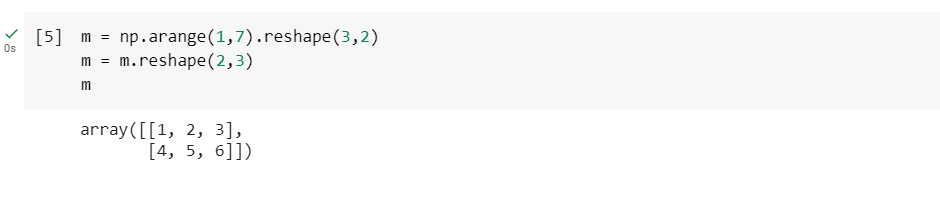 [5] m = np.arange(1,7).reshape(3,2)
0s
m = m.reshape(2,3)
m
array([[1, 2, 3],
       [4, 5, 6]])